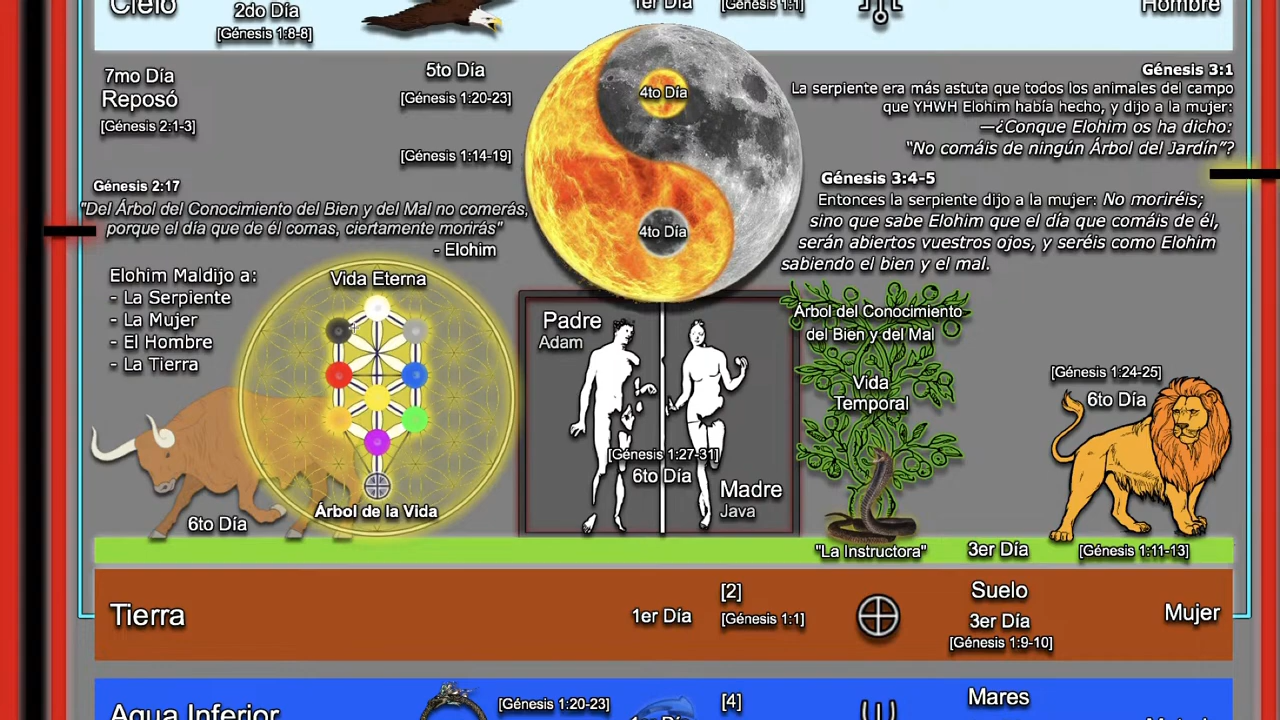 Cielo
2do Día
[Génesis 1:8-8]
1er Día
[Génesis 1:1]
Hombre
7mo Día
Reposó
[Génesis 2:1-3]
5to Día
[Génesis 1:20-23]
[Génesis 1:14-19]
4to Día
4to Día
Génesis 3:1
La serpiente era más astuta que todos los animales del campo
que YHWH Elohim había hecho, y dijo a la mujer:
—¿Conque Elohim os ha dicho:
"No comáis de ningún Árbol del Jardín"?
Génesis 3:4-5
Entonces la serpiente dijo a la mujer: No moriréis;
sino que sabe Elohim que el día que comáis de él,
serán abiertos vuestros ojos, y seréis como Elohim
sabiendo el bien y el mal.
Génesis 2:17
"Del Árbol del Conocimiento del Bien y del Mal no comerás,
porque el día que de él comas, ciertamente morirás"
- Elohim
Elohim Maldijo a:
- La Serpiente
- La Mujer
- El Hombre
- La Tierra
Vida Eterna
Árbol de la Vida
6to Día
Padre
Adam
[Génesis 1:27-31]
6to Día
Madre
Java
Árbol del Conocimiento
del Bien y del Mal
Vida
Temporal
"La Instructora"
[Génesis 1:24-25]
6to Día
3er Día
[Génesis 1:11-13]
Tierra
1er Día
[2]
[Génesis 1:1]
Suelo
3er Día
[Génesis 1:9-10]
Mujer
Agua Inferior
[Génesis 1:20-23]
1er Día
[4]
Mares